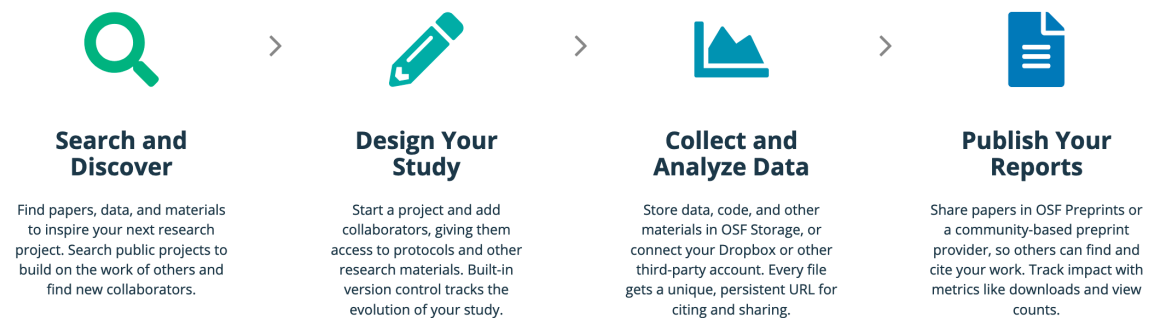 Search and
Discover
Find papers, data, and materials
to inspire your next research
project. Search public projects to
build on the work of others and
find new collaborators.
Design Your
Study
Start a project and add
collaborators, giving them
access to protocols and other
research materials. Built-in
version control tracks the
evolution of your study.
Collect and
Analyze Data
Store data, code, and other
materials in OSF Storage, or
connect your Dropbox or other
third-party account. Every file
gets a unique, persistent URL for
citing and sharing.
Publish Your
Reports
Share papers in OSF Preprints or
a community-based preprint
provider, so others can find and
cite your work. Track impact with
metrics like downloads and view
counts.